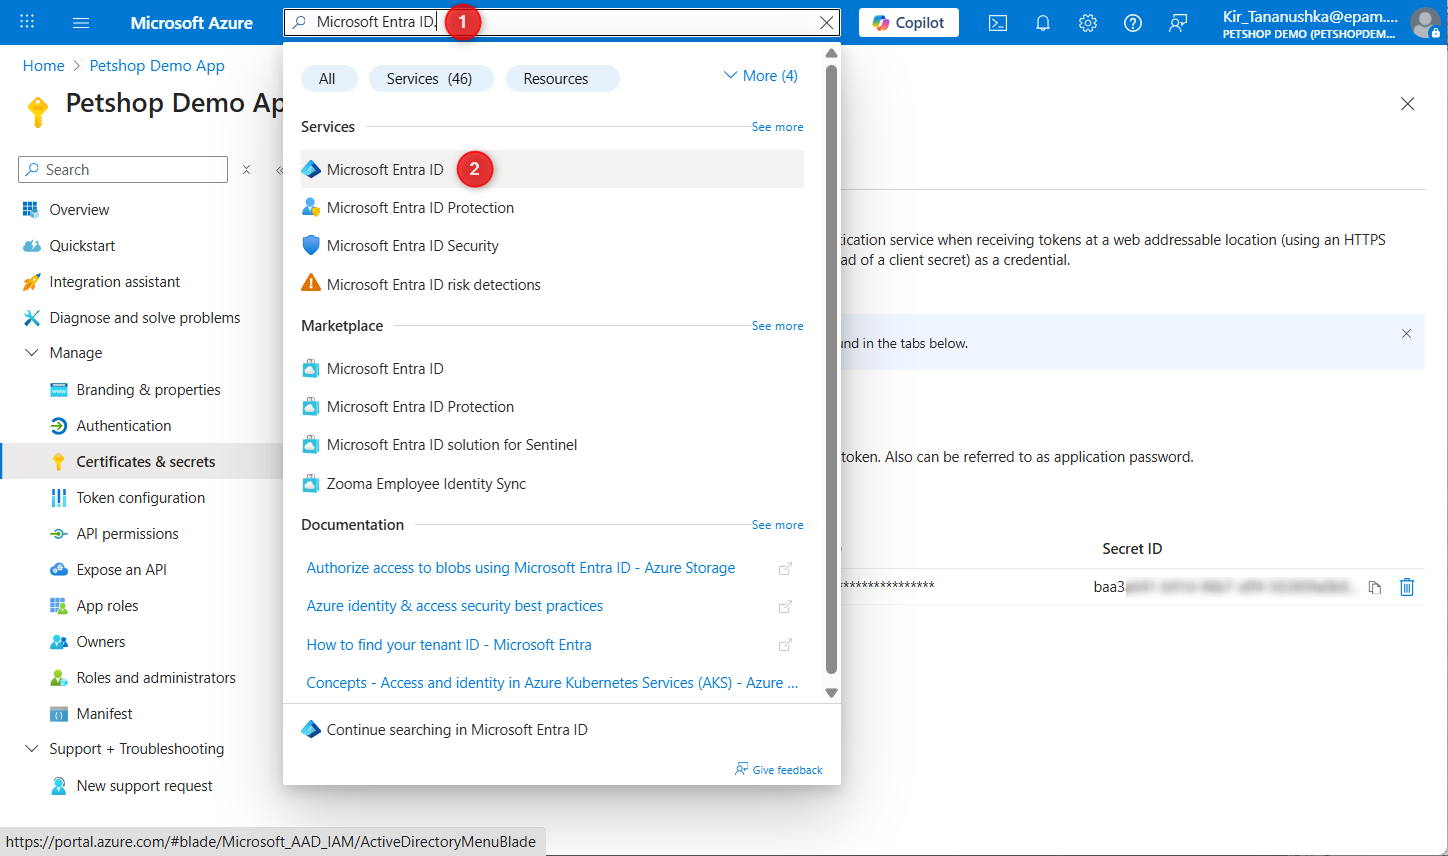 Microsoft Azure
Microsoft Entra ID.
1
Copilot
Kir_Tananushka@epam....
PETSHOP DEMO (PETSHOPDEM...
Home > Petshop Demo App
Petshop Demo Ap
Search
Overview
Quickstart
Integration assistant
Diagnose and solve problems
Manage
Branding & properties
Authentication
Certificates & secrets
Token configuration
API permissions
Expose an API
App roles
Owners
Roles and administrators
Manifest
Support + Troubleshooting
New support request
All
Services (46)
Resources
More (4)
Services
See more
Microsoft Entra ID
2
Microsoft Entra ID Protection
Microsoft Entra ID Security
Microsoft Entra ID risk detections
Marketplace
See more
Microsoft Entra ID
Microsoft Entra ID Protection
Microsoft Entra ID solution for Sentinel
Zooma Employee Identity Sync
Documentation
See more
Authorize access to blobs using Microsoft Entra ID - Azure Storage
Azure identity & access security best practices
How to find your tenant ID - Microsoft Entra
Concepts - Access and identity in Azure Kubernetes Services (AKS) - Azure ...
Continue searching in Microsoft Entra ID
Give feedback
ication service when receiving tokens at a web addressable location (using an HTTPS
ad of a client secret) as a credential.
und in the tabs below.
token. Also can be referred to as application password.
Secret ID
****************
baa3
https://portal.azure.com/#blade/Microsoft_AAD_IAM/ActiveDirectoryMenuBlade